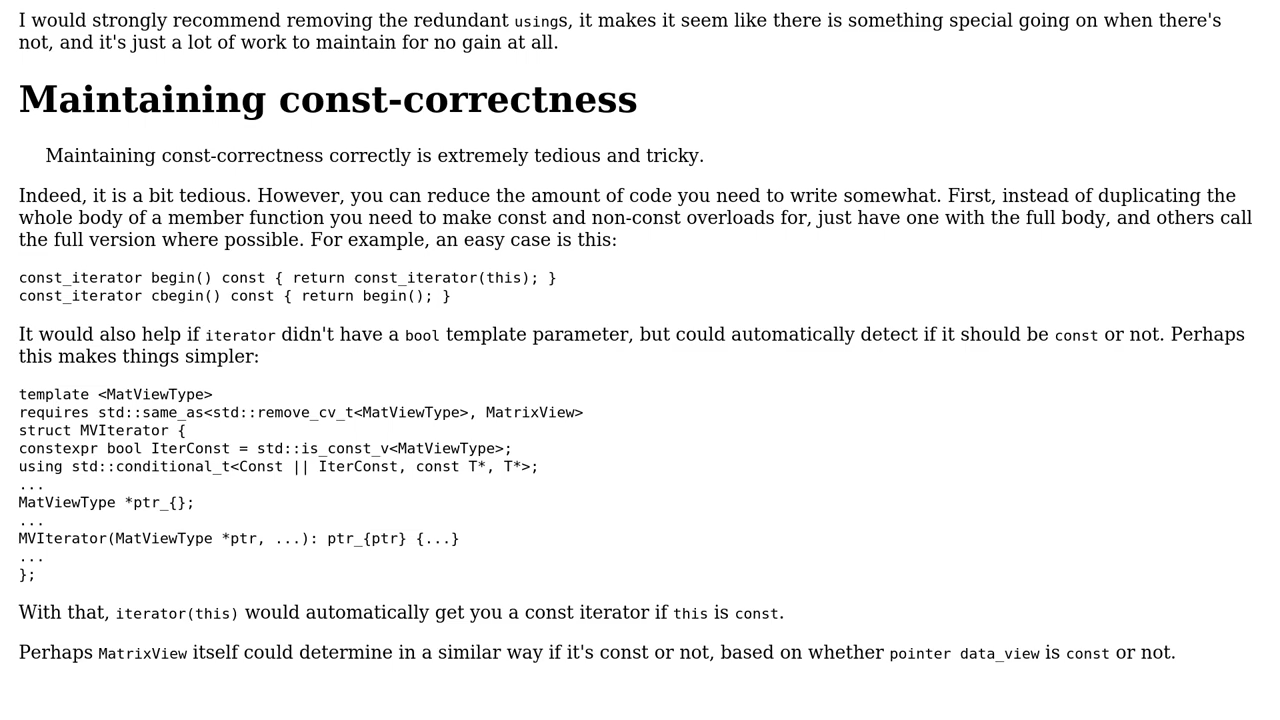 I would strongly recommend removing the redundant usings, it makes it seem like there is something special going on when there's
not, and it's just a lot of work to maintain for no gain at all.
Maintaining const-correctness
Maintaining const-correctness correctly is extremely tedious and tricky.
Indeed, it is a bit tedious. However, you can reduce the amount of code you need to write somewhat. First, instead of duplicating the
whole body of a member function you need to make const and non-const overloads for, just have one with the full body, and others call
the full version where possible. For example, an easy case is this:
const_iterator begin() const { return const_iterator(this); }
const_iterator cbegin() const { return begin(); }
It would also help if iterator didn't have a bool template parameter, but could automatically detect if it should be const or not. Perhaps
this makes things simpler:
template <MatViewType>
requires std::same_as<std::remove_cv_t<MatViewType>, MatrixView>
struct MVIterator {
constexpr bool IterConst = std::is_const_v<MatViewType>;
using std::conditional_t<Const || IterConst, const T*, T*>;
...
MatViewType *ptr_{};
...
MVIterator(MatViewType *ptr, ...): ptr_{ptr} {...}
...
};
With that, iterator(this) would automatically get you a const iterator if this is const.
Perhaps MatrixView itself could determine in a similar way if it's const or not, based on whether pointer data_view is const or not.